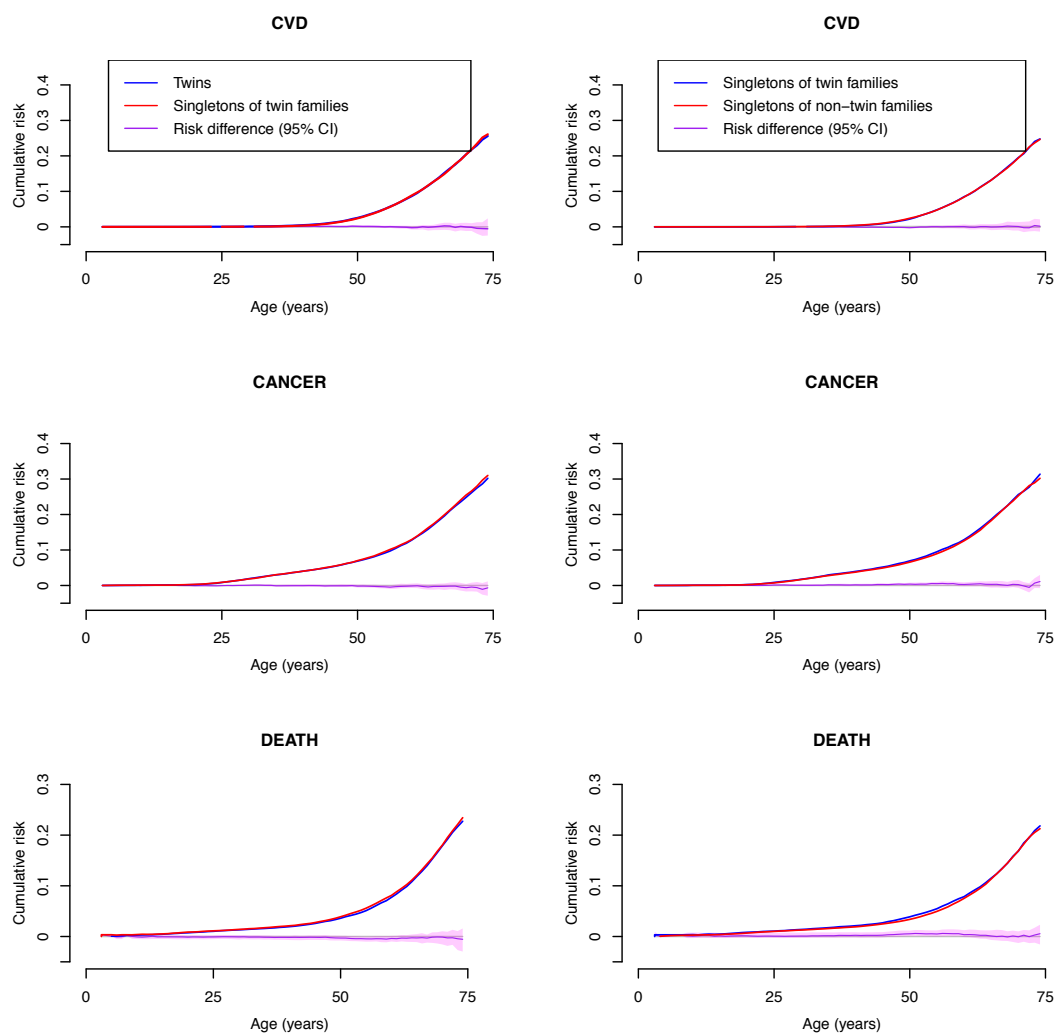 CVD
Twins
Singletons of twin families
Risk difference (95% CI)
0.4
0.3
0.2
0.1
0
Cumulative risk
0
25
50
75
Age (years)
CVD
Singletons of twin families
Singletons of non−twin families
Risk difference (95% CI)
0.4
0.3
0.2
0.1
0
Cumulative risk
0
25
50
75
Age (years)
CANCER
0.4
0.3
0.2
0.1
0
Cumulative risk
0
25
50
75
Age (years)
CANCER
0.4
0.3
0.2
0.1
0
Cumulative risk
0
25
50
75
Age (years)
DEATH
0.3
0.2
0.1
0
Cumulative risk
0
25
50
75
Age (years)
DEATH
0.3
0.2
0.1
0
Cumulative risk
0
25
50
75
Age (years)